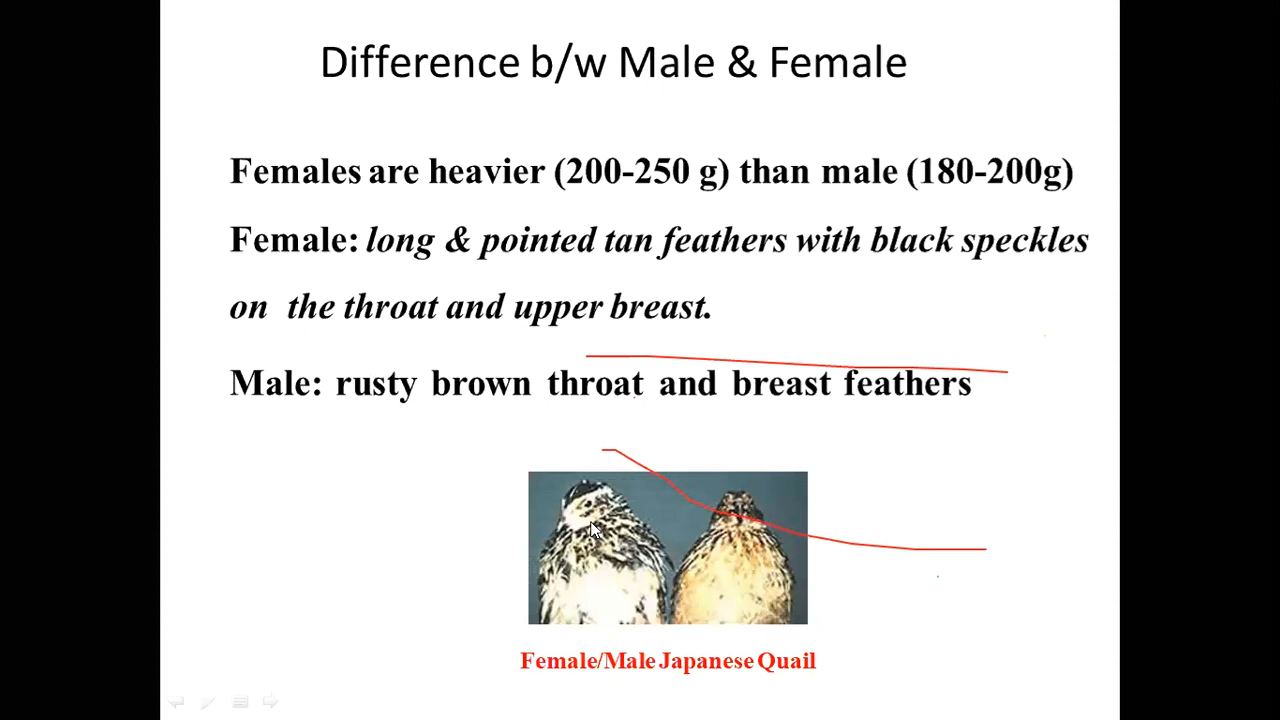 Difference b/w Male & Female
Females are heavier (200-250 g) than male (180-200g)
Female: long & pointed tan feathers with black speckles
on the throat and upper breast.
Male: rusty brown throat and breast feathers
Female/Male Japanese Quail